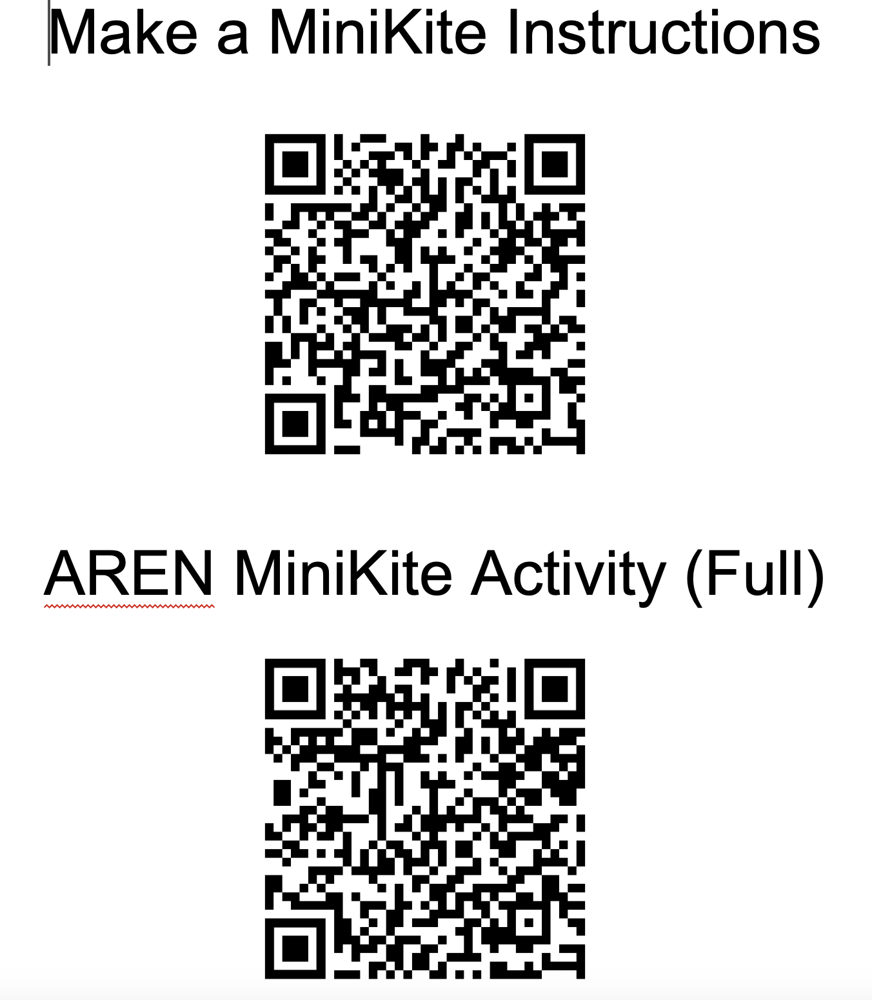 Make a MiniKite Instructions
AREN MiniKite Activity (Full)